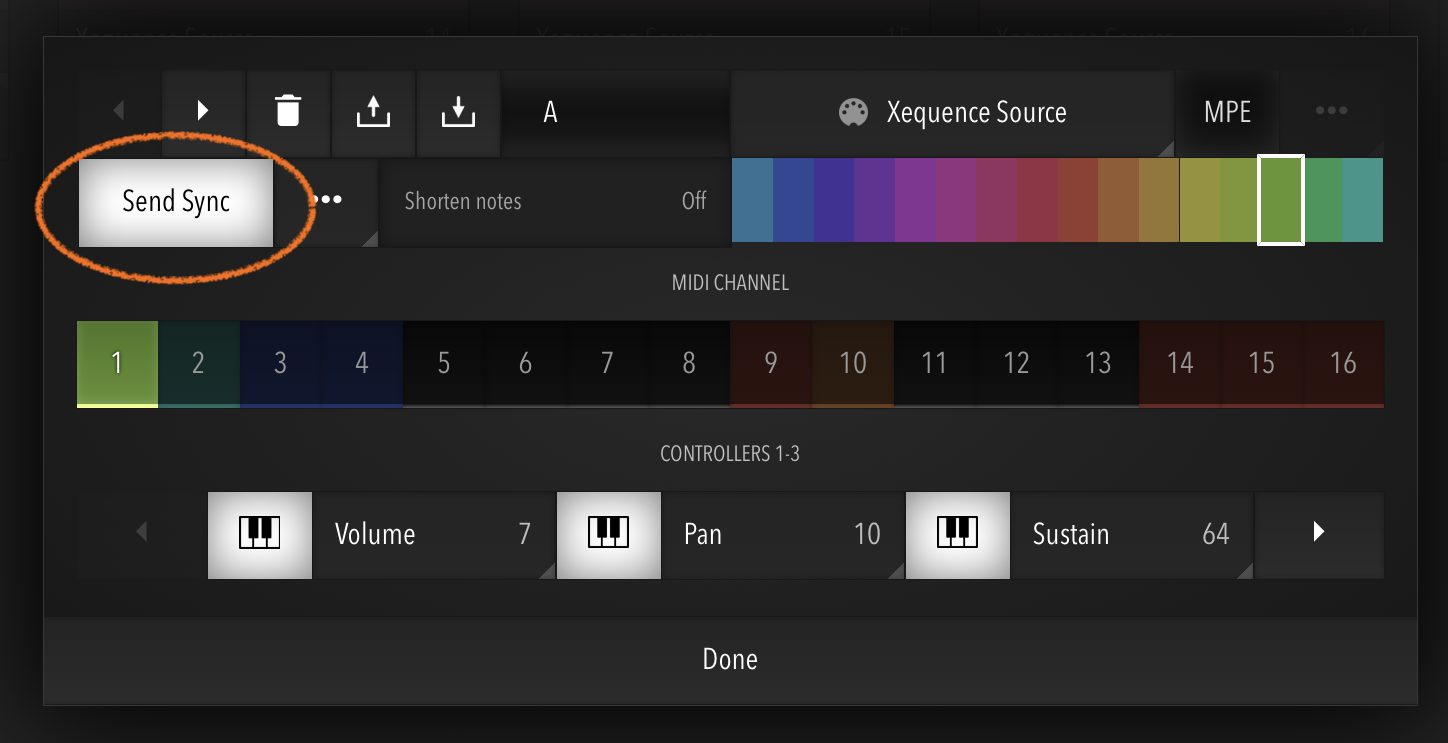 A Xequence Source MPE
Send Sync Shorten notes Off
MIDI CHANNEL
1 2 3 4 5 6 7 8 9 10 11 12 13 14 15 16
CONTROLLERS 1-3
Volume 7 Pan 10 Sustain 64
Done